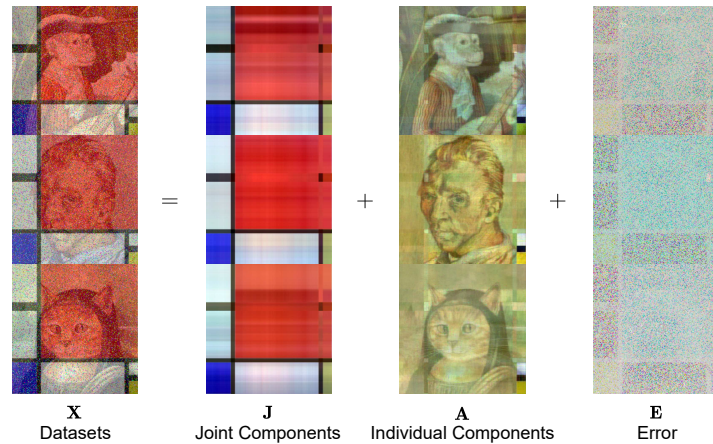 = + +
X J A E
Datasets Joint Components Individual Components Error